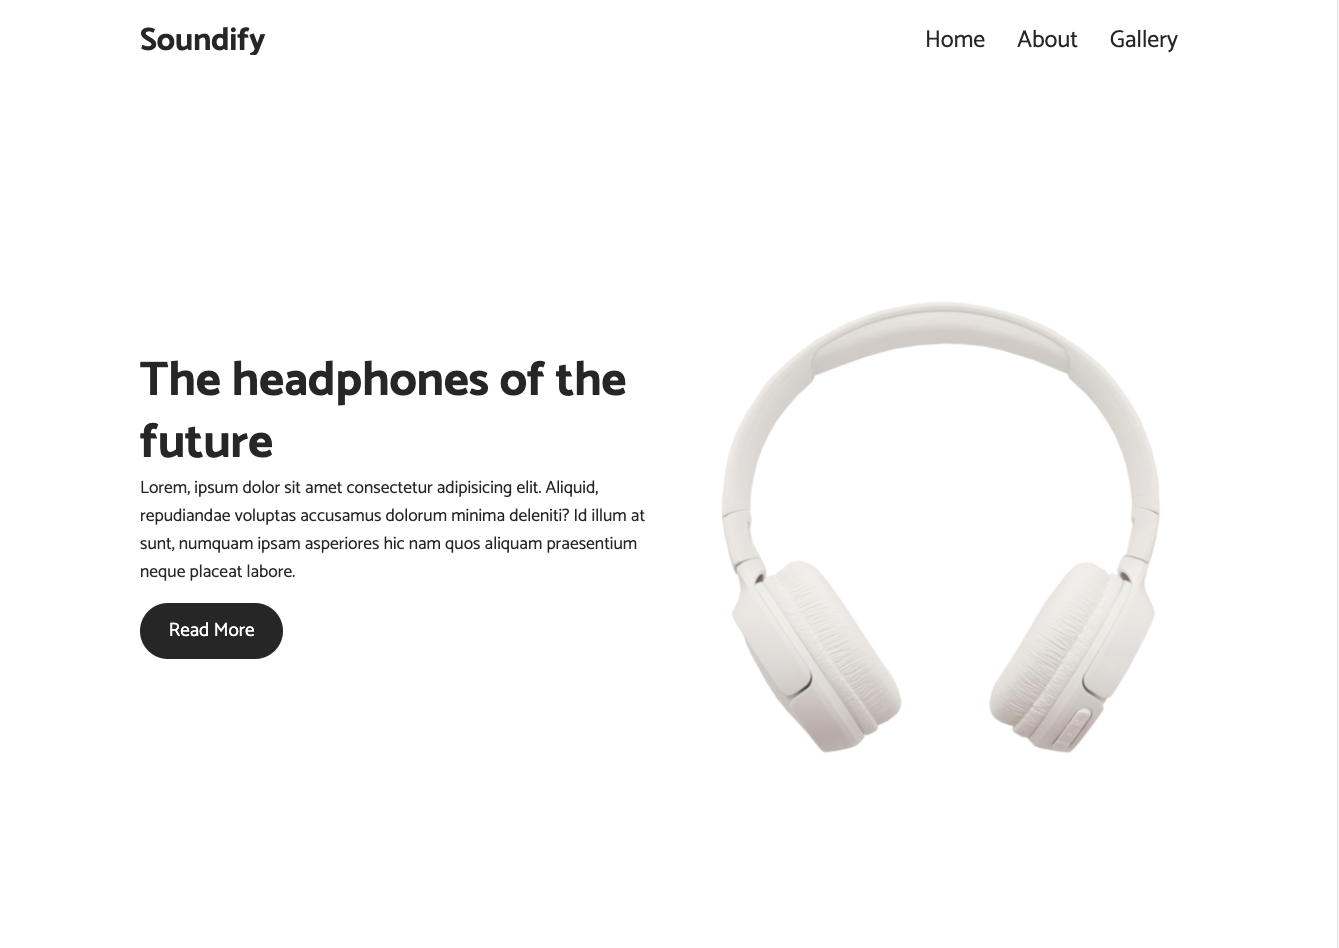 Soundify
Home About Gallery
The headphones of the
future
Lorem, ipsum dolor sit amet consectetur adipisicing elit. Aliquid,
repudiandae voluptas accusamus dolorum minima deleniti? Id illum at
sunt, numquam ipsam asperiores hic nam quos aliquam praesentium
neque placeat labore.
Read More